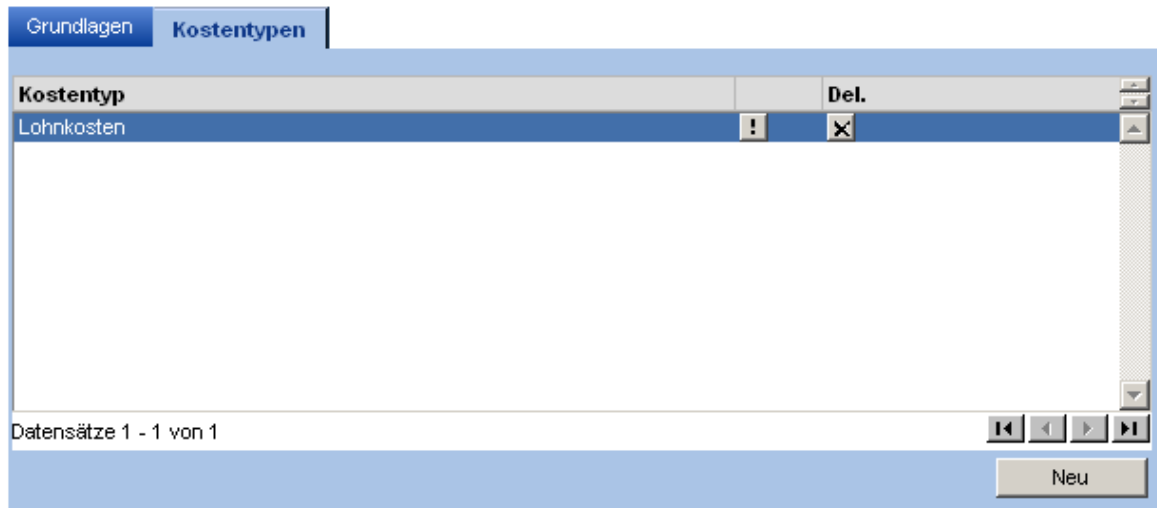 Grundlagen Kostentypen
Kostentyp Del.
Lohnkosten ! x
Datensätze 1 - 1 von 1
Neu